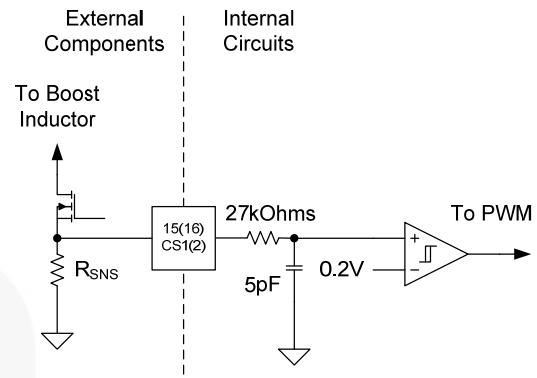 External
Components
Internal
Circuits
To Boost
Inductor
15(16)
CS1(2)
27kOhms
To PWM
RSNS
5pF
0.2V
+
−